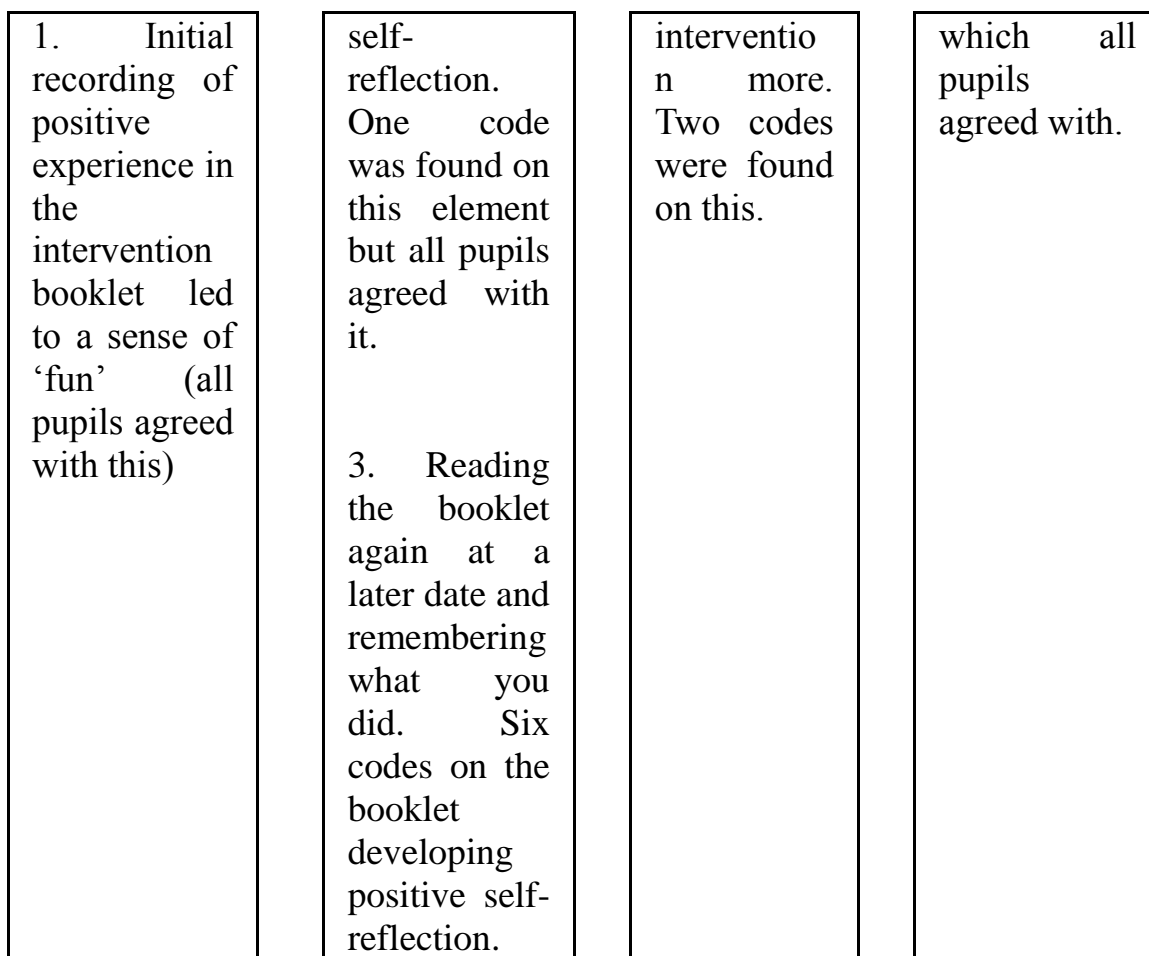 1. Initial
recording of
positive
experience in
the
intervention
booklet led
to a sense of
‘fun’ (all
pupils agreed
with this)
self-
reflection.
One code
was found on
this element
but all pupils
agreed with
it.
3. Reading
the booklet
again at a
later date and
remembering
what you
did. Six
codes on the
booklet
developing
positive self-
reflection.
interventio
n more.
Two codes
were found
on this.
which all
pupils
agreed with.